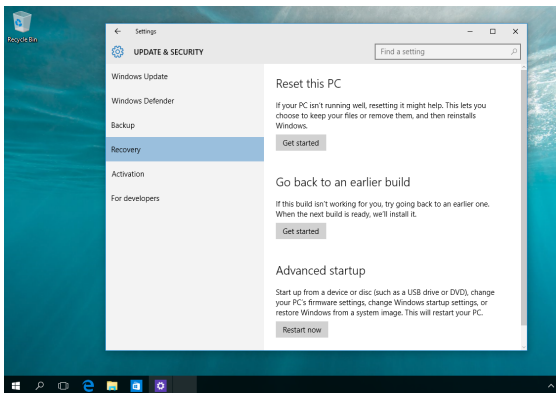 Recycle Bin
Settings
UPDATE & SECURITY
Find a setting
Windows Update
Windows Defender
Backup
Recovery
Activation
For developers
Reset this PC
If your PC isn't running well, resetting it might help. This lets you
choose to keep your files or remove them, and then reinstalls
Windows.
Get started
Go back to an earlier build
If this build isn't working for you, try going back to an earlier one.
When the next build is ready, we'll install it.
Get started
Advanced startup
Start up from a device or disc (such as a USB drive or DVD), change
your PC's firmware settings, change Windows startup settings, or
restore Windows from a system image. This will restart your PC.
Restart now